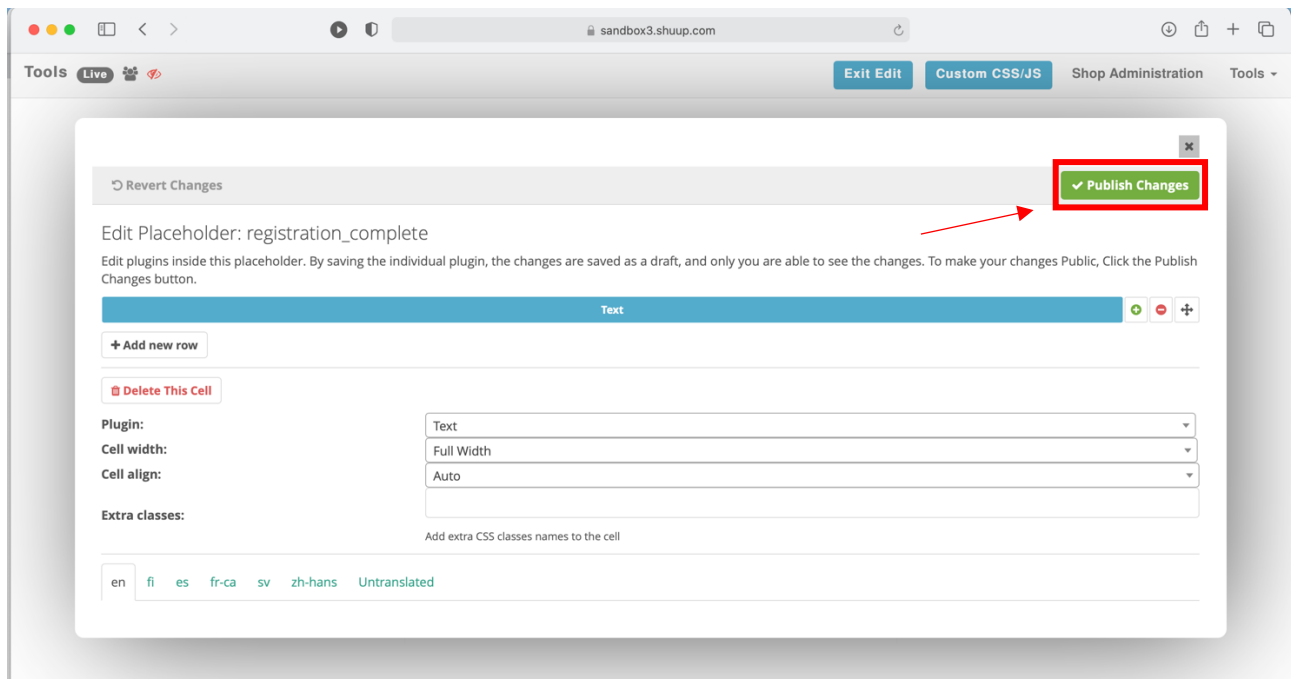 sandbox3.shuup.com
Tools Live Exit Edit Custom CSS/JS Shop Administration Tools
Revert Changes Publish Changes
Edit Placeholder: registration_complete
Edit plugins inside this placeholder. By saving the individual plugin, the changes are saved as a draft, and only you are able to see the changes. To make your changes Public, Click the Publish
Changes button.
Text
Add new row
Delete This Cell
Plugin: Text
Cell width: Full Width
Cell align: Auto
Extra classes:
Add extra CSS classes names to the cell
en fi es fr-ca sv zh-hans Untranslated